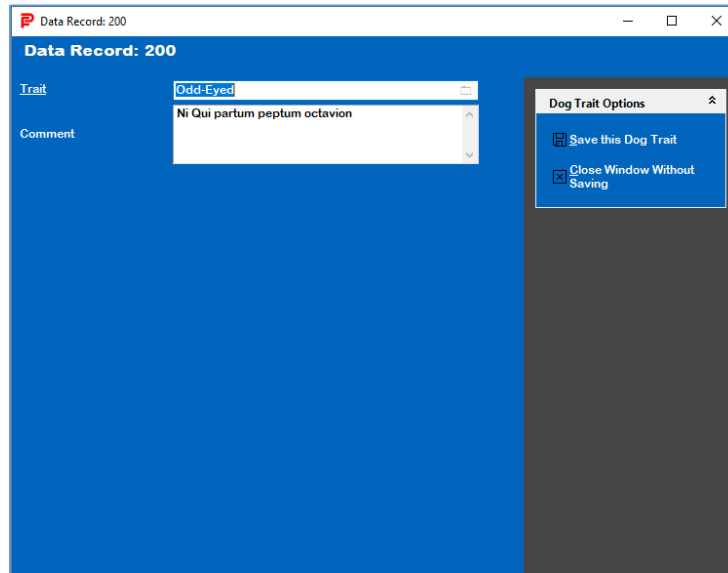 Data Record: 200
Data Record: 200
Trait
Odd-Eyed
Comment
Ni Qui partum peptum octavion
Dog Trait Options
Save this Dog Trait
Close Window Without
Saving